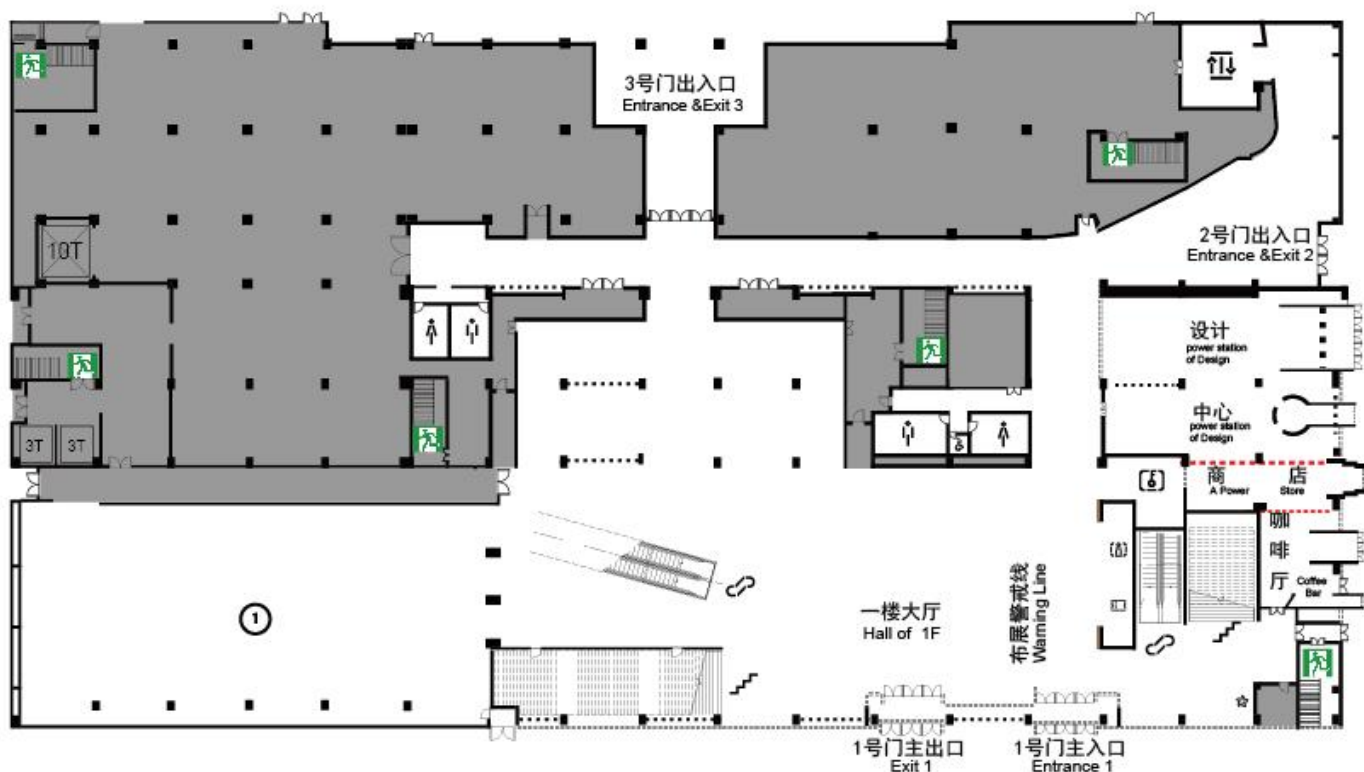 3号门出入口
Entrance &Exit 3
10T
2号门出入口
Entrance &Exit 2
设计
power station
of Design
中心
power station
of Design
3T
3T
商店
A Power Store
咖啡厅
Coffee
Bar
1
一楼大厅
Hall of 1F
布展警戒线
Warning Line
1号门主出口
Exit 1
1号门主入口
Entrance 1